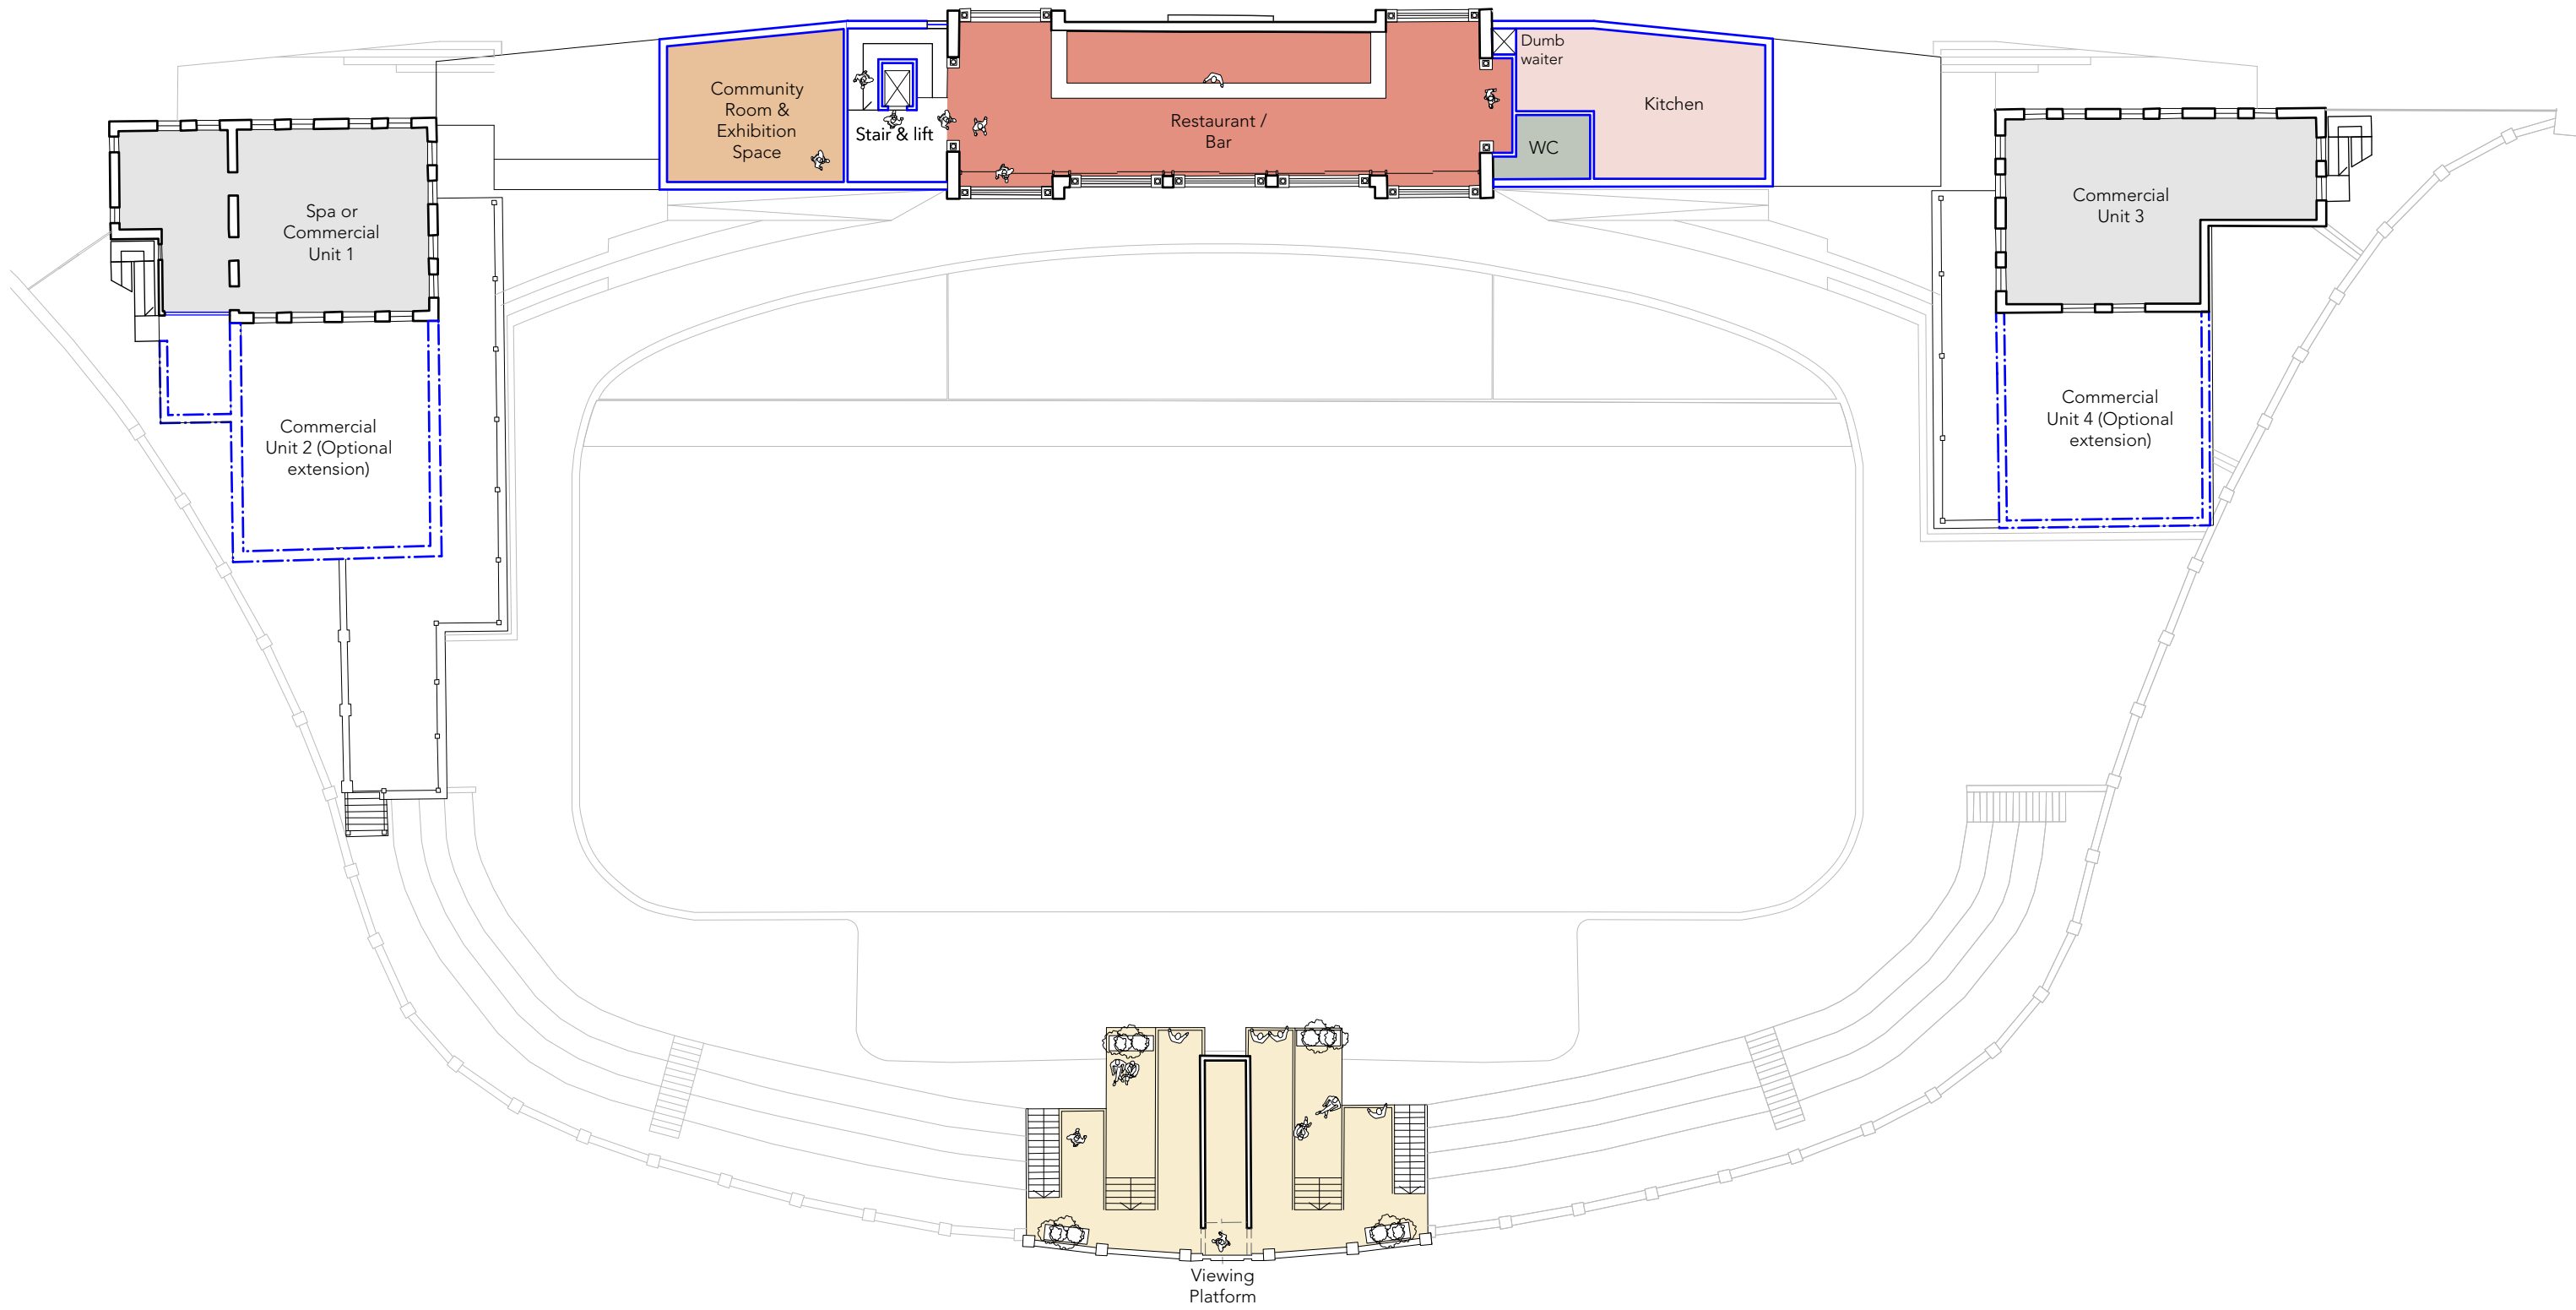 Community
Room &
Exhibition
Space
Stair & lift
Restaurant /
Bar
Dumb
waiter
Kitchen
WC
Spa or
Commercial
Unit 1
Commercial
Unit 3
Commercial
Unit 2 (Optional
extension)
Commercial
Unit 4 (Optional
extension)
Viewing
Platform